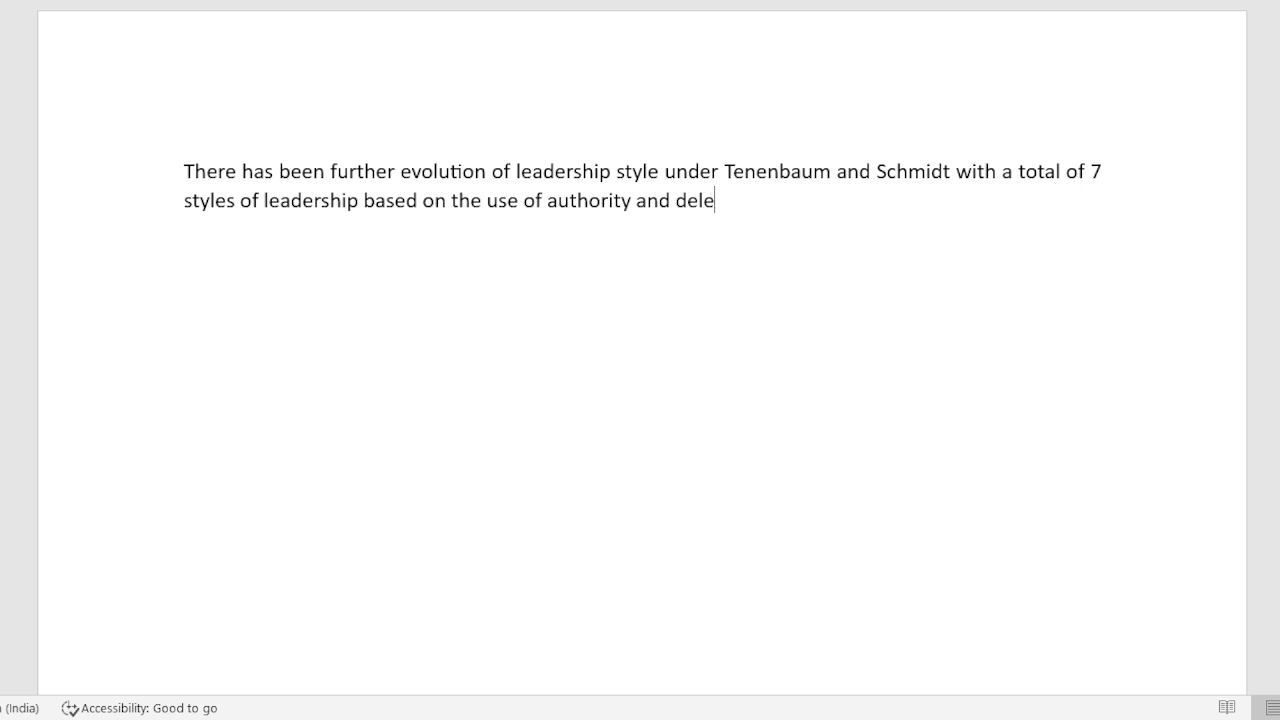 There has been further evolution of leadership style under Tenenbaum and Schmidt with a total of 7
styles of leadership based on the use of authority and dele
(India)
Accessibility: Good to go